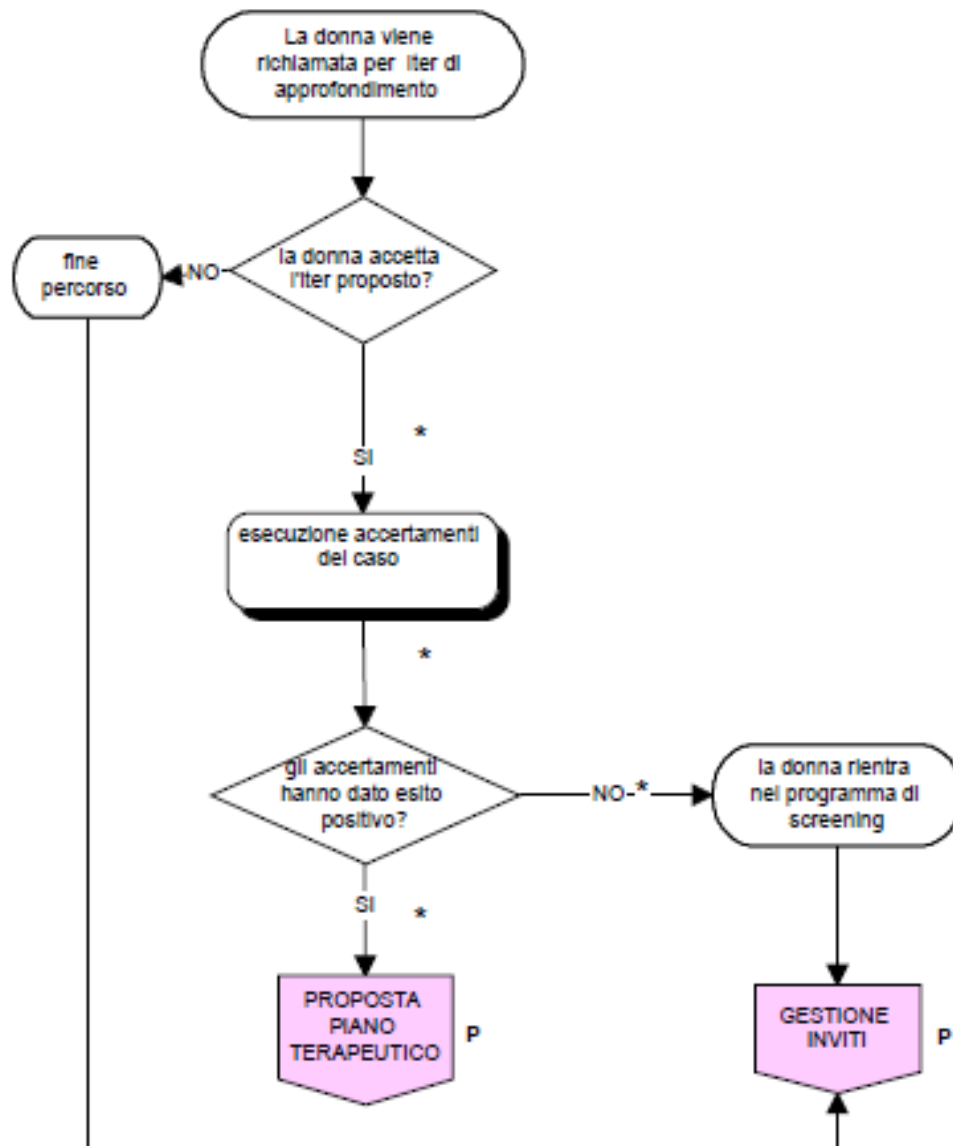 La donna viene
richiamata per iter di
approfondimento
la donna accetta
l'iter proposto?
fine
percorso
NO
SI
*
esecuzione accertamenti
del caso
*
gli accertamenti
hanno dato esito
positivo?
NO
*
la donna rientra
nel programma di
screening
SI
*
PROPOSTA
PIANO
TERAPEUTICO
P
GESTIONE
INVITI
P